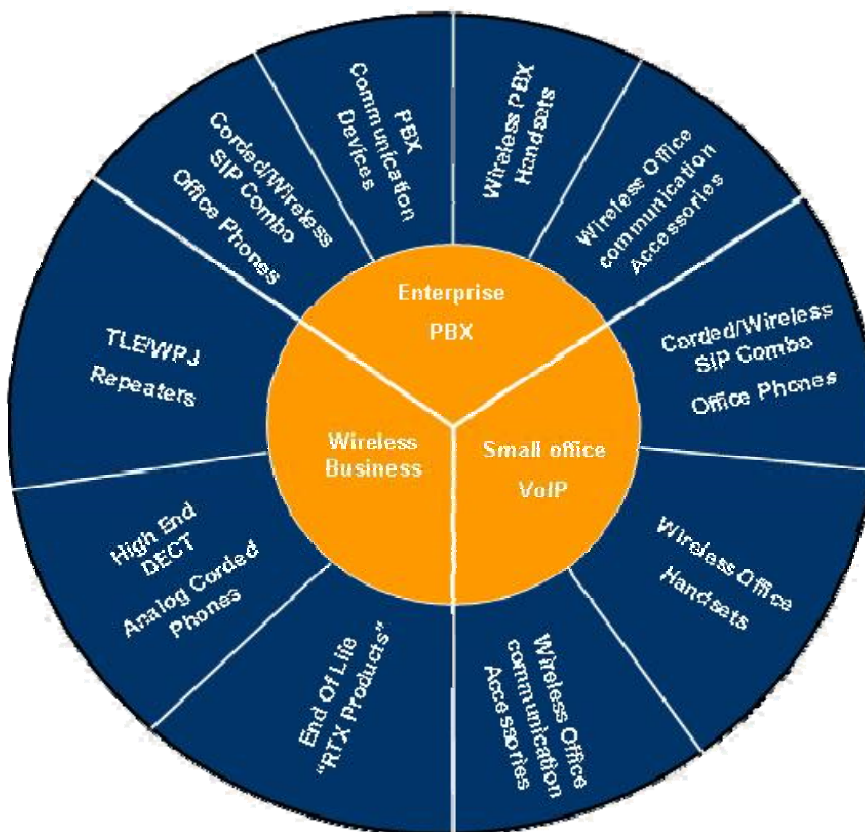 Corded/Wireless
SIP Combo
Office Phones
PBX
Communication
Devices
Wireless PBX
Handsets
Wireless Office
communication
Accessories
Enterprise
PBX
TLE/WPJ
Repeaters
Corded/Wireless
SIP Combo
Office Phones
Wireless
Business
Small office
VoIP
High End
DECT
Analog Corded
Phones
Wireless Office
Handsets
End Of Life
"RTX Products"
Wireless Office
communication
Accessories